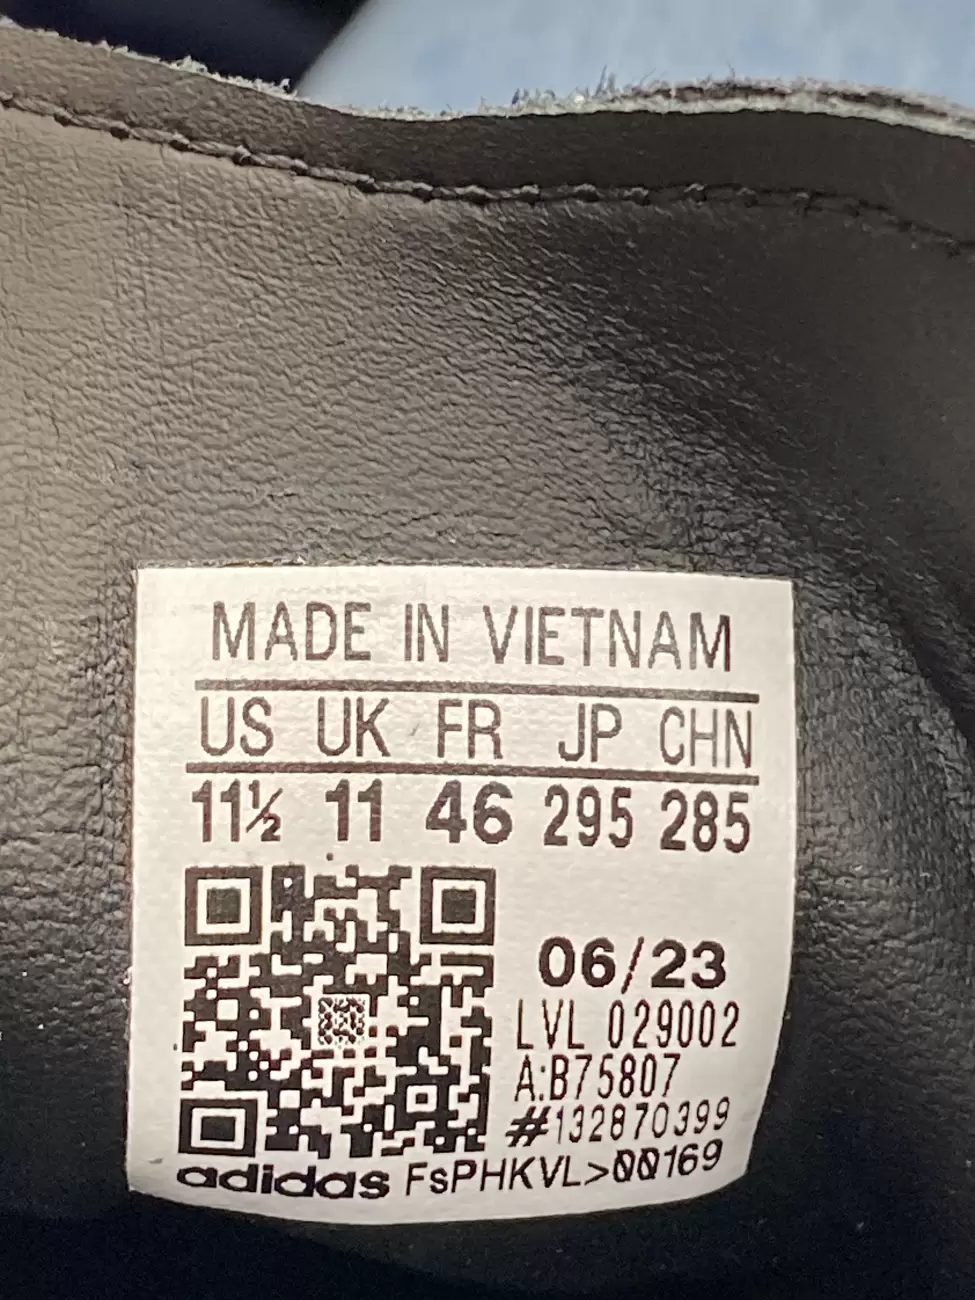 MADE IN VIETNAM
US UK FR JP CHN
11½ 11 46 295 285
06/23
LVL 029002
A:B75807
#132870399
adidas FsPHKVL>00169